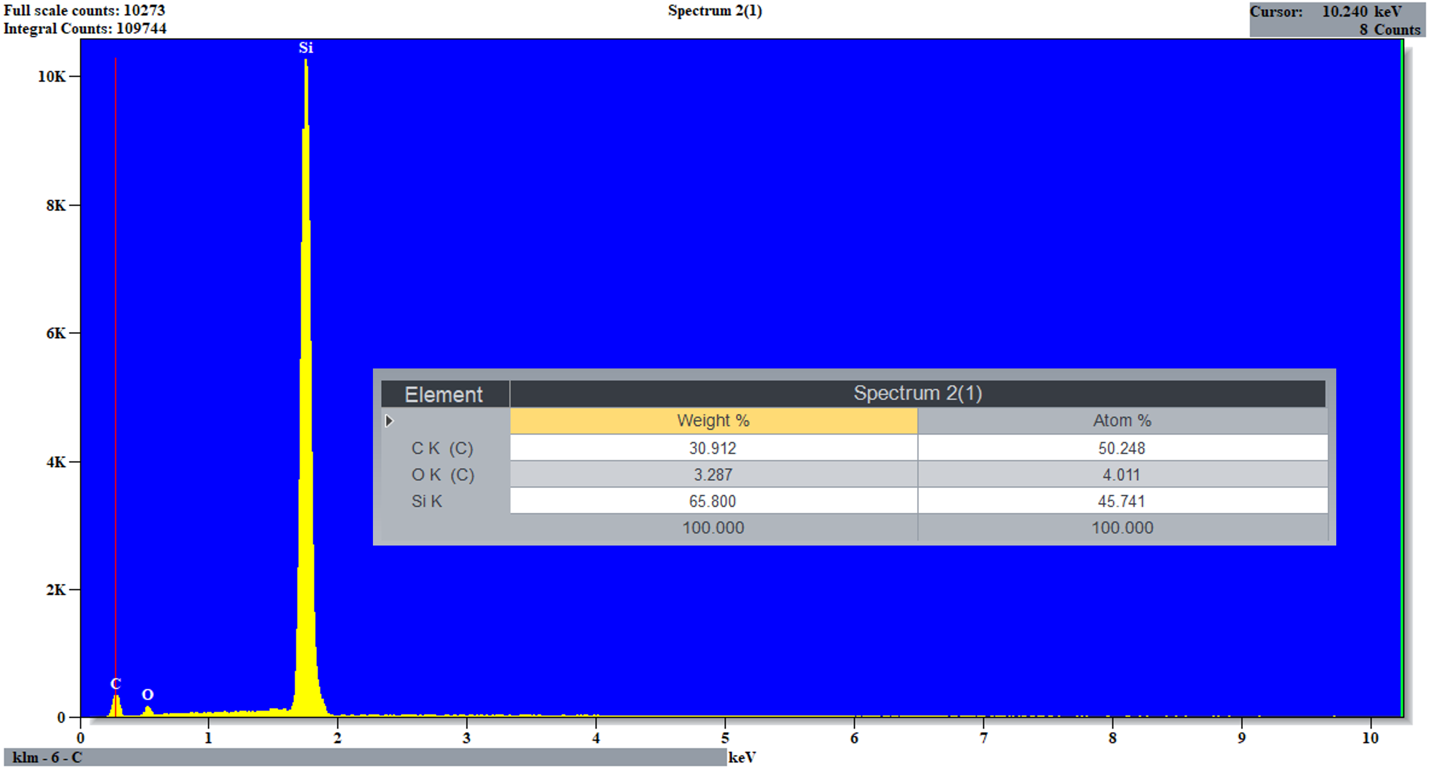 Full scale counts: 10273
Spectrum 2(1)
Cursor: 10.240 keV
Integral Counts: 109744
8 Counts
Si
10K
8K
6K
4K
2K
0
C
O
Element Spectrum 2(1)
Weight % Atom %
C K (C) 30.912 50.248
O K (C) 3.287 4.011
Si K 65.800 45.741
100.000 100.000
0 1 2 3 4 5 6 7 8 9 10
klm - 6 - C
keV